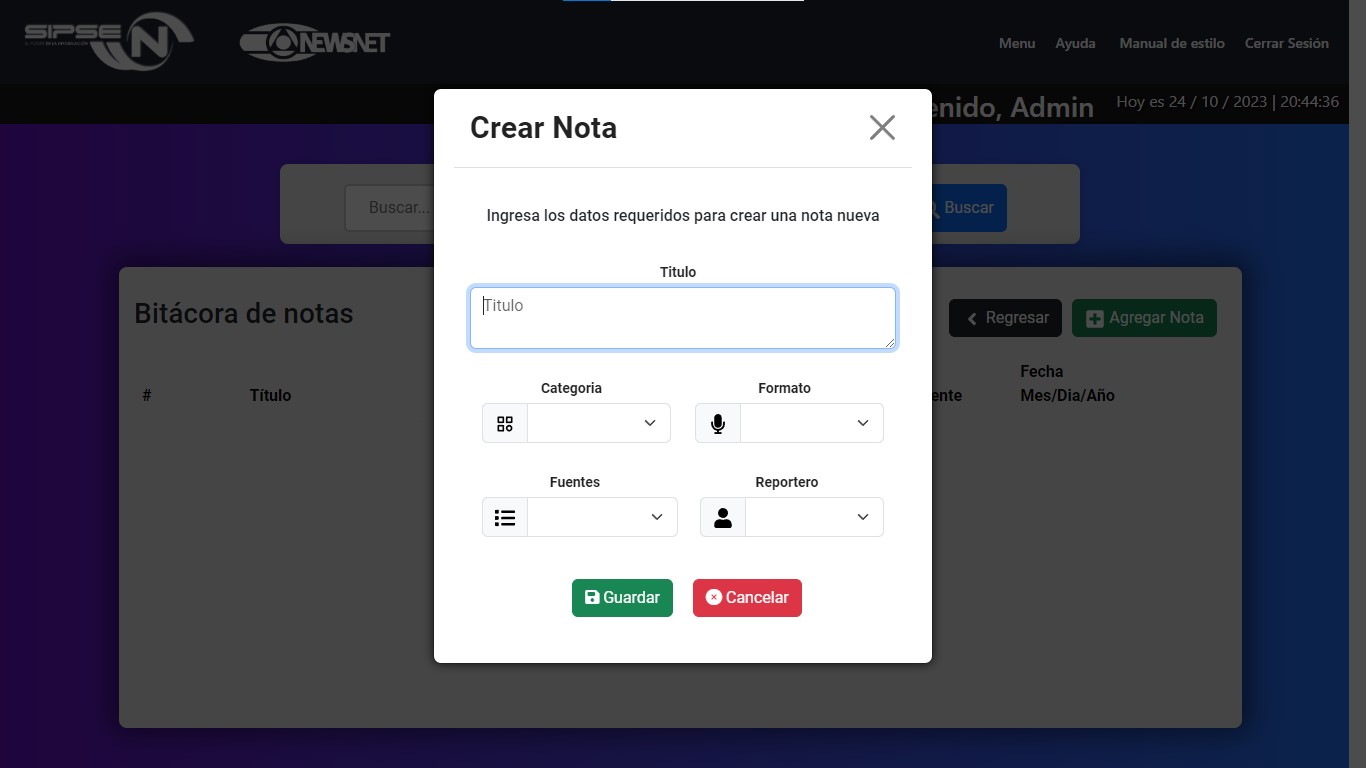 SIPSE
N
NEWSNET
Menu Ayuda Manual de estilo Cerrar Sesión
enido, Admin
Hoy es 24 / 10 / 2023 | 20:44:36
Crear Nota
Buscar...
Buscar
Ingresa los datos requeridos para crear una nota nueva
Titulo
Titulo
Bitácora de notas
Regresar
Agregar Nota
# Título
ente
Fecha
Mes/Dia/Año
Categoria Formato
Fuentes Reportero
Guardar Cancelar